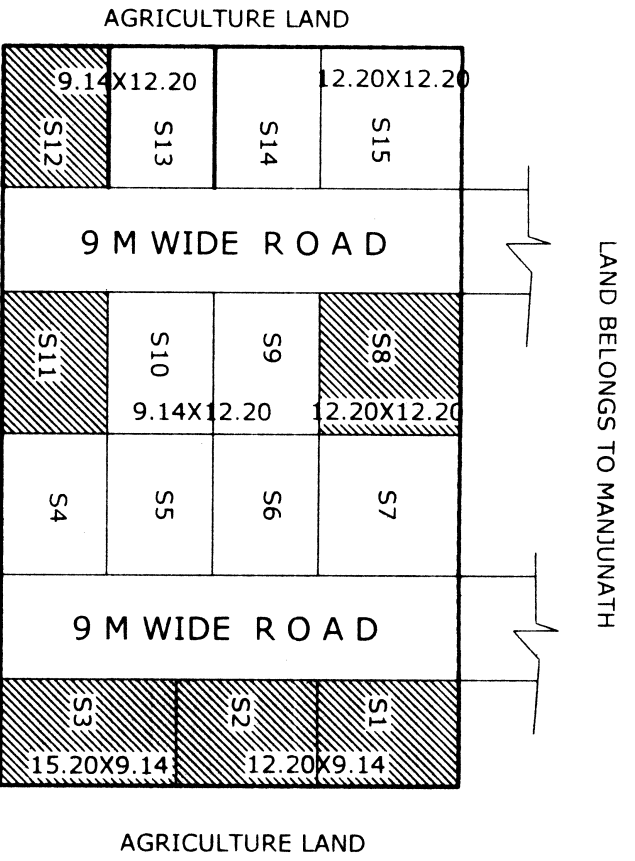 AGRICULTURE LAND
9.14X12.20 12.20X12.20
S12 S13 S14 S15
9 M WIDE R O A D
LAND BELONGS TO MANJUNATH
S11 S10 S9 S8
9.14X12.20 12.20X12.20
S4 S5 S6 S7
9 M WIDE R O A D
S3 S2 S1
15.20X9.14 12.20X9.14
AGRICULTURE LAND